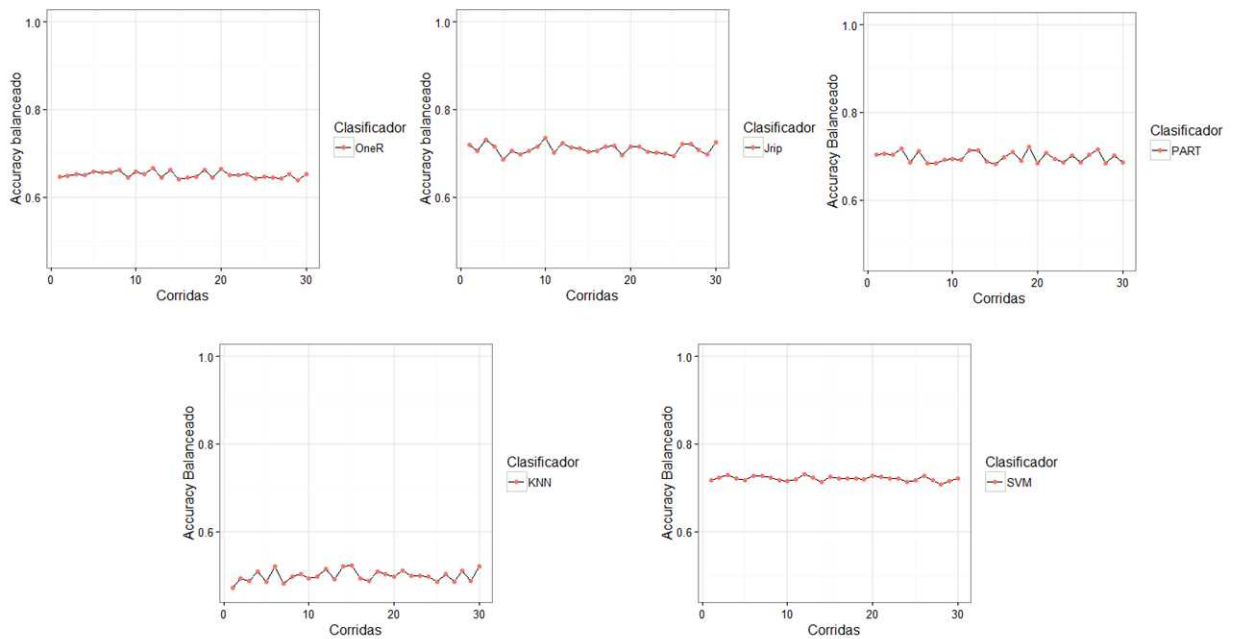 1.0
0.8
0.6
Accuracy balanceado
0
10
20
30
Corridas
Clasificador
OneR
1.0
0.8
0.6
Accuracy balanceado
0
10
20
30
Corridas
Clasificador
Jrip
1.0
0.8
0.6
Accuracy Balanceado
0
10
20
30
Corridas
Clasificador
PART
1.0
0.8
0.6
Accuracy Balanceado
0
10
20
30
Corridas
Clasificador
KNN
1.0
0.8
0.6
Accuracy Balanceado
0
10
20
30
Corridas
Clasificador
SVM